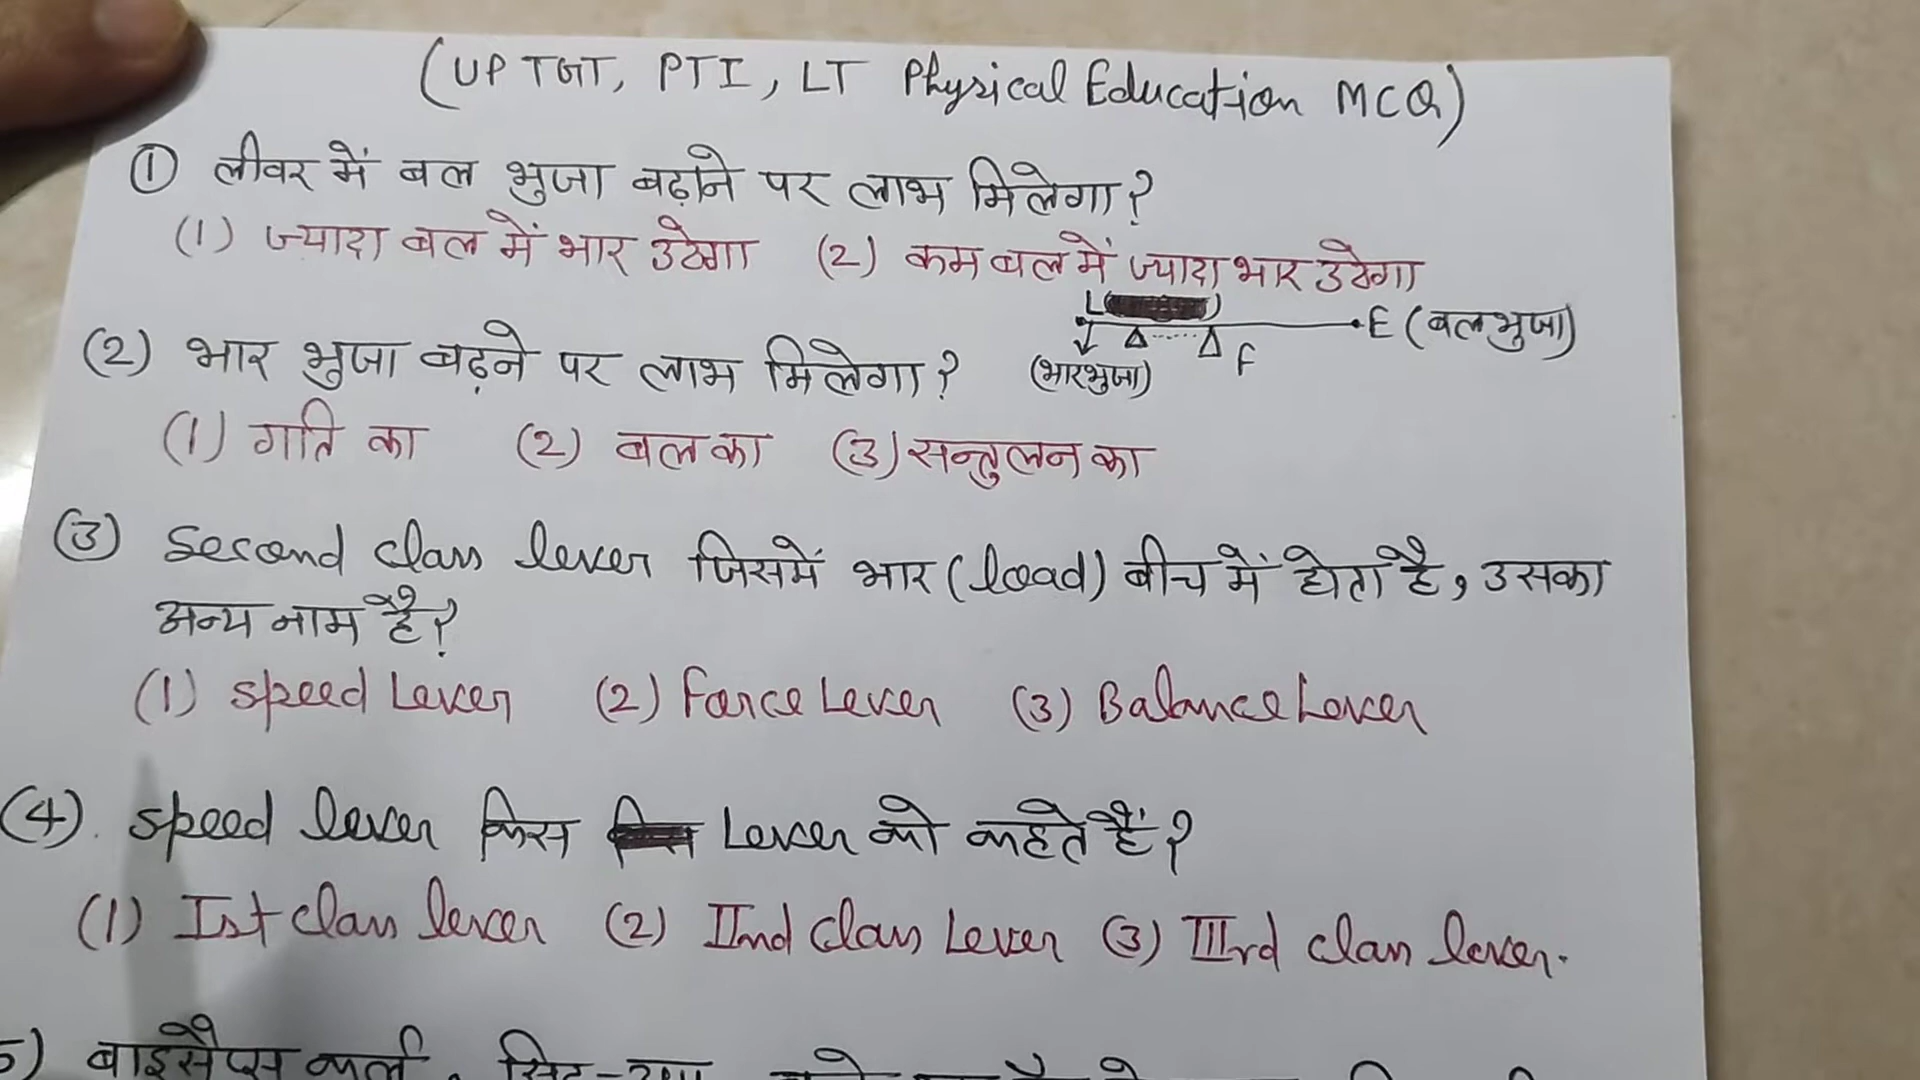 (UP TGT, PTI, LT Physical Education MCQ)
① लीवर में बल भुजा बढ़ाने पर लाभ मिलेगा?
(1) ज्यादा बल में भार उठेगा (2) कम बल में ज्यादा भार उठेगा
L E (बलभुजा)
(2) भार भुजा बढ़ने पर लाभ मिलेगा? (भारभुजा) F
(1) गति का (2) बल का (3) सन्तुलन का
(3) Second class lever जिसमें भार (load) बीच में होता है, उसका
अन्य नाम है?
(1) Speed Lever (2) Force Lever (3) Balance Lever
(4). Speed lever किस Lever को कहते हैं?
(1) Ist class lever (2) IInd class Lever (3) IIIrd class lever.
5) बाइसैप्स कर्ल,